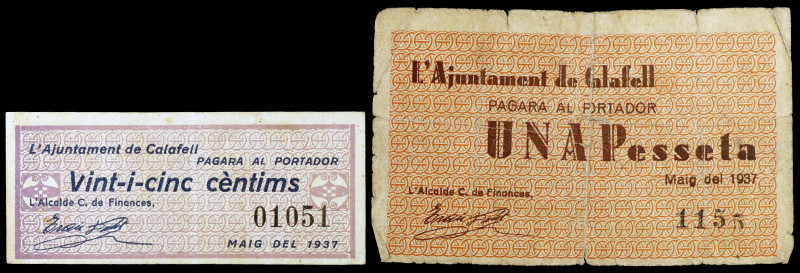 L'Ajuntament de Calafell
PAGARA AL PORTADOR
Vint-i-cinc cèntims
L'Alcalde C. de Finances,
01051
MAIG DEL 1937
L'Ajuntament de Calafell
PAGARA AL PORTADOR
UNA Pesseta
Maig del 1937
L'Alcalde C. de Finances,